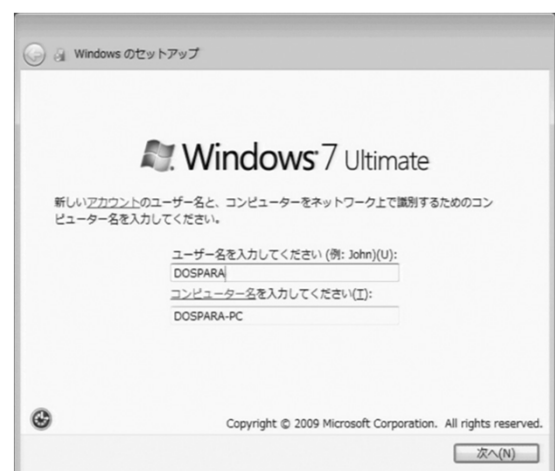 Windows のセットアップ
Windows 7 Ultimate
新しいアカウントのユーザー名と、コンピューターをネットワーク上で識別するためのコン
ピューター名を入力してください。
ユーザー名を入力してください (例: John)(U):
DOSPARA
コンピューター名を入力してください(T):
DOSPARA-PC
Copyright © 2009 Microsoft Corporation. All rights reserved.
次へ(N)